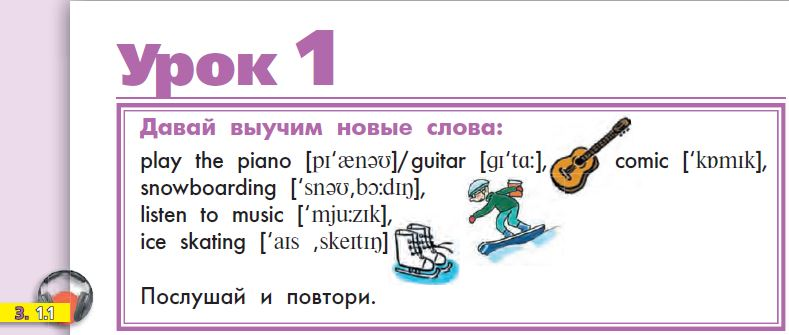 Урок 1
Давай выучим новые слова:
play the piano [pɪˈænəʊ]/guitar [ɡɪˈtɑː], comic [ˈkɒmɪk],
snowboarding [ˈsnəʊˌbɔːdɪŋ],
listen to music [ˈmjuːzɪk],
ice skating [ˈaɪs ˌskeɪtɪŋ]
Послушай и повтори.
3. 1.1